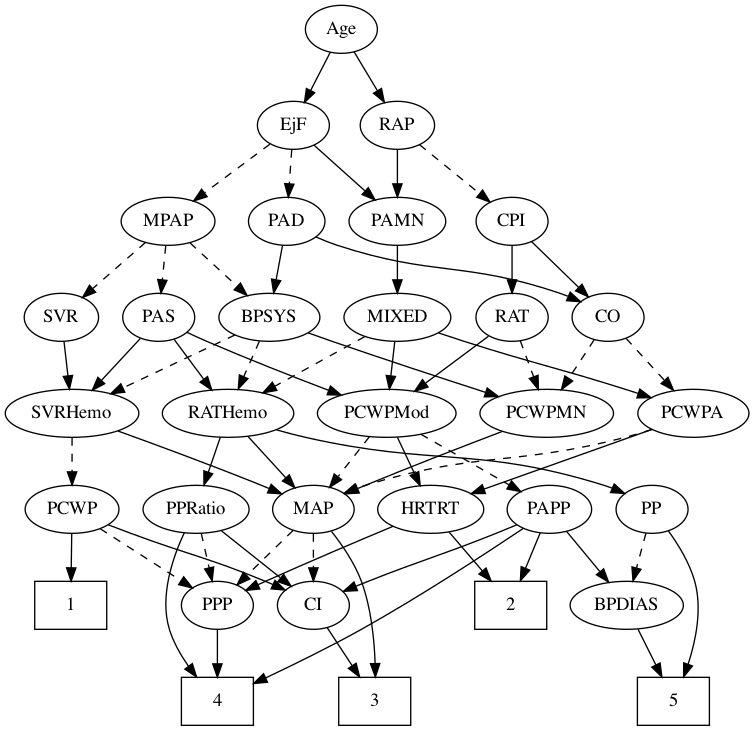 Age
EjF RAP
MPAP PAD PAMN CPI
SVR PAS BPSYS MIXED RAT CO
SVRHemo RATHemo PCWPMod PCWPMN PCWPA
PCWP PPRatio MAP HRTRT PAPP PP
1 PPP CI 2 BPDIAS
4 3 5